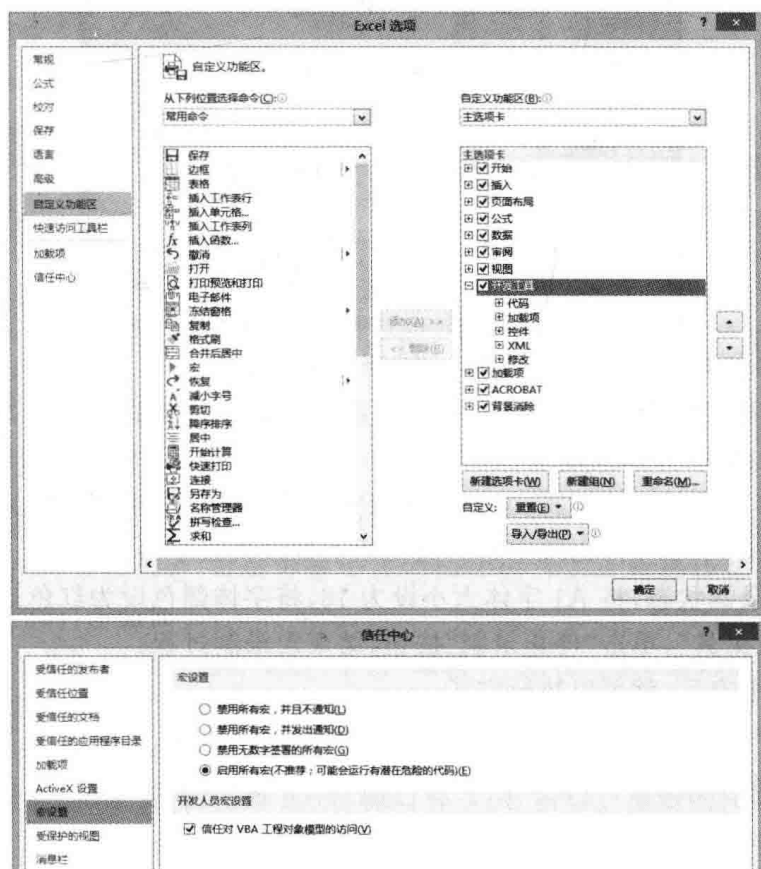 Excel 选项
常规
公式
校对
保存
语言
高级
自定义功能区
快速访问工具栏
加载项
信任中心
自定义功能区。
从下列位置选择命令(C):
常用命令
保存
边框
表格
插入工作表行
插入单元格...
插入工作表列
插入函数...
撤消
打开
打印预览和打印
电子邮件
冻结窗格
复制
格式刷
合并后居中
宏
恢复
减小字号
剪切
降序排序
居中
开始计算
快速打印
连接
另存为
名称管理器
拼写检查...
求和
添加(A) >>
<< 删除(R)
自定义功能区(B):
主选项卡
主选项卡
开始
插入
页面布局
公式
数据
审阅
视图
开发工具
代码
加载项
控件
XML
修改
加载项
ACROBAT
背景消除
新建选项卡(W) 新建组(N) 重命名(M)...
自定义: 重置(E)
导入/导出(P)
确定 取消
信任中心
受信任的发布者
受信任位置
受信任的文档
受信任的应用程序目录
加载项
ActiveX 设置
宏设置
受保护的视图
消息栏
宏设置
禁用所有宏，并且不通知(L)
禁用所有宏，并发出通知(D)
禁用无数字签署的所有宏(G)
启用所有宏(不推荐；可能会运行有潜在危险的代码)(E)
开发人员宏设置
信任对 VBA 工程对象模型的访问(V)